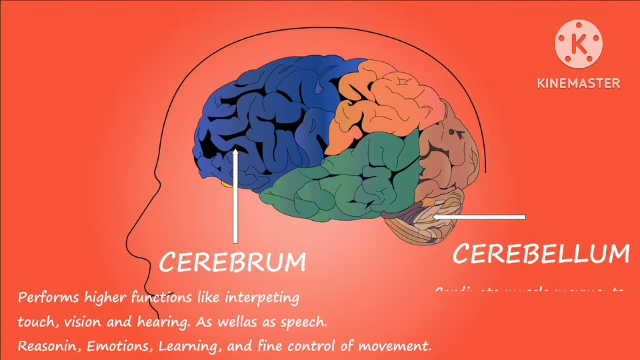 KINEMASTER
CEREBRUM
CEREBELLUM
Performs higher functions like interpeting
touch, vision and hearing. As wellas as speech.
Reasonin, Emotions, Learning, and fine control of movement.